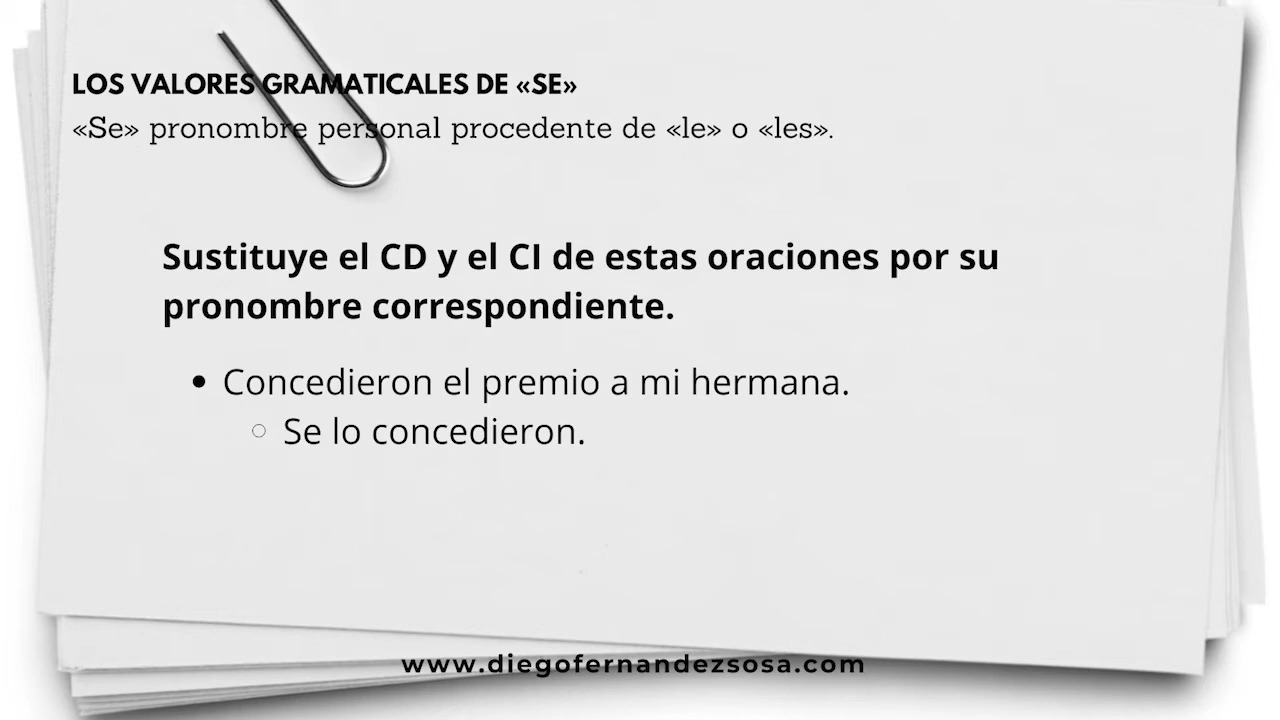 LOS VALORES GRAMATICALES DE «SE»
«Se» pronombre personal procedente de «le» o «les».
Sustituye el CD y el CI de estas oraciones por su
pronombre correspondiente.
Concedieron el premio a mi hermana.
Se lo concedieron.
www.diegofernandezsosa.com